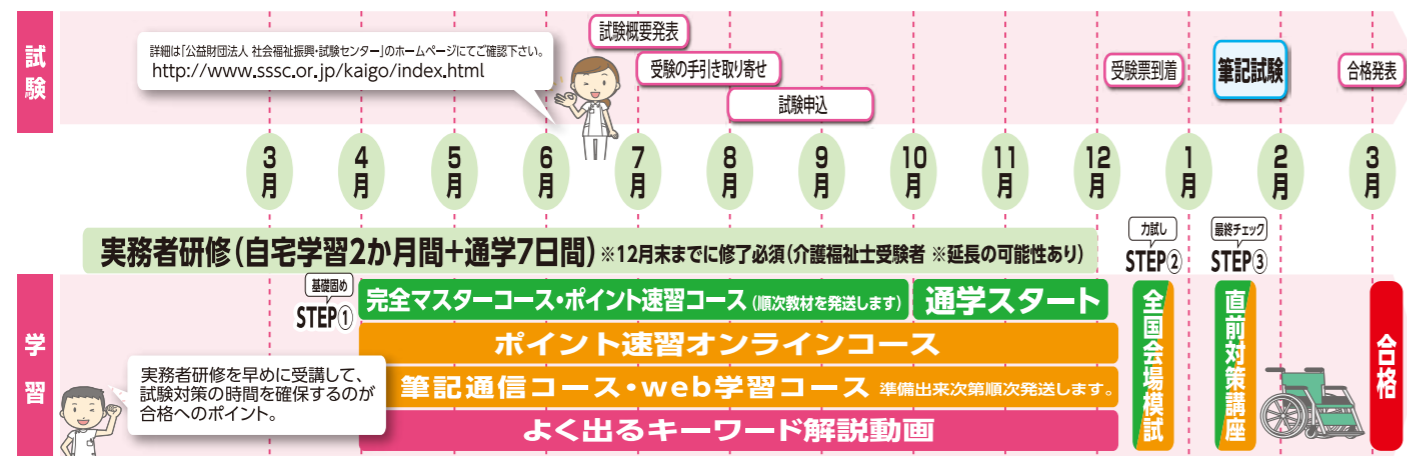 試験
詳細は「公益財団法人 社会福祉振興・試験センター」のホームページにてご確認下さい。
http://www.sssc.or.jp/kaigo/index.html
試験概要発表
受験の手引き取り寄せ
試験申込
受験票到着
筆記試験
合格発表
3月
4月
5月
6月
7月
8月
9月
10月
11月
12月
1月
2月
3月
実務者研修（自宅学習2か月間＋通学7日間）※12月末までに修了必須（介護福祉士受験者 ※延長の可能性あり）
力試し
STEP②
最終チェック
STEP③
学習
基礎固め
STEP①
完全マスターコース・ポイント速習コース（順次教材を発送します）
通学スタート
ポイント速習オンラインコース
筆記通信コース・web学習コース 準備出来次第順次発送します。
よく出るキーワード解説動画
全国会場模試
直前対策講座
合格
実務者研修を早めに受講して、
試験対策の時間を確保するのが
合格へのポイント。